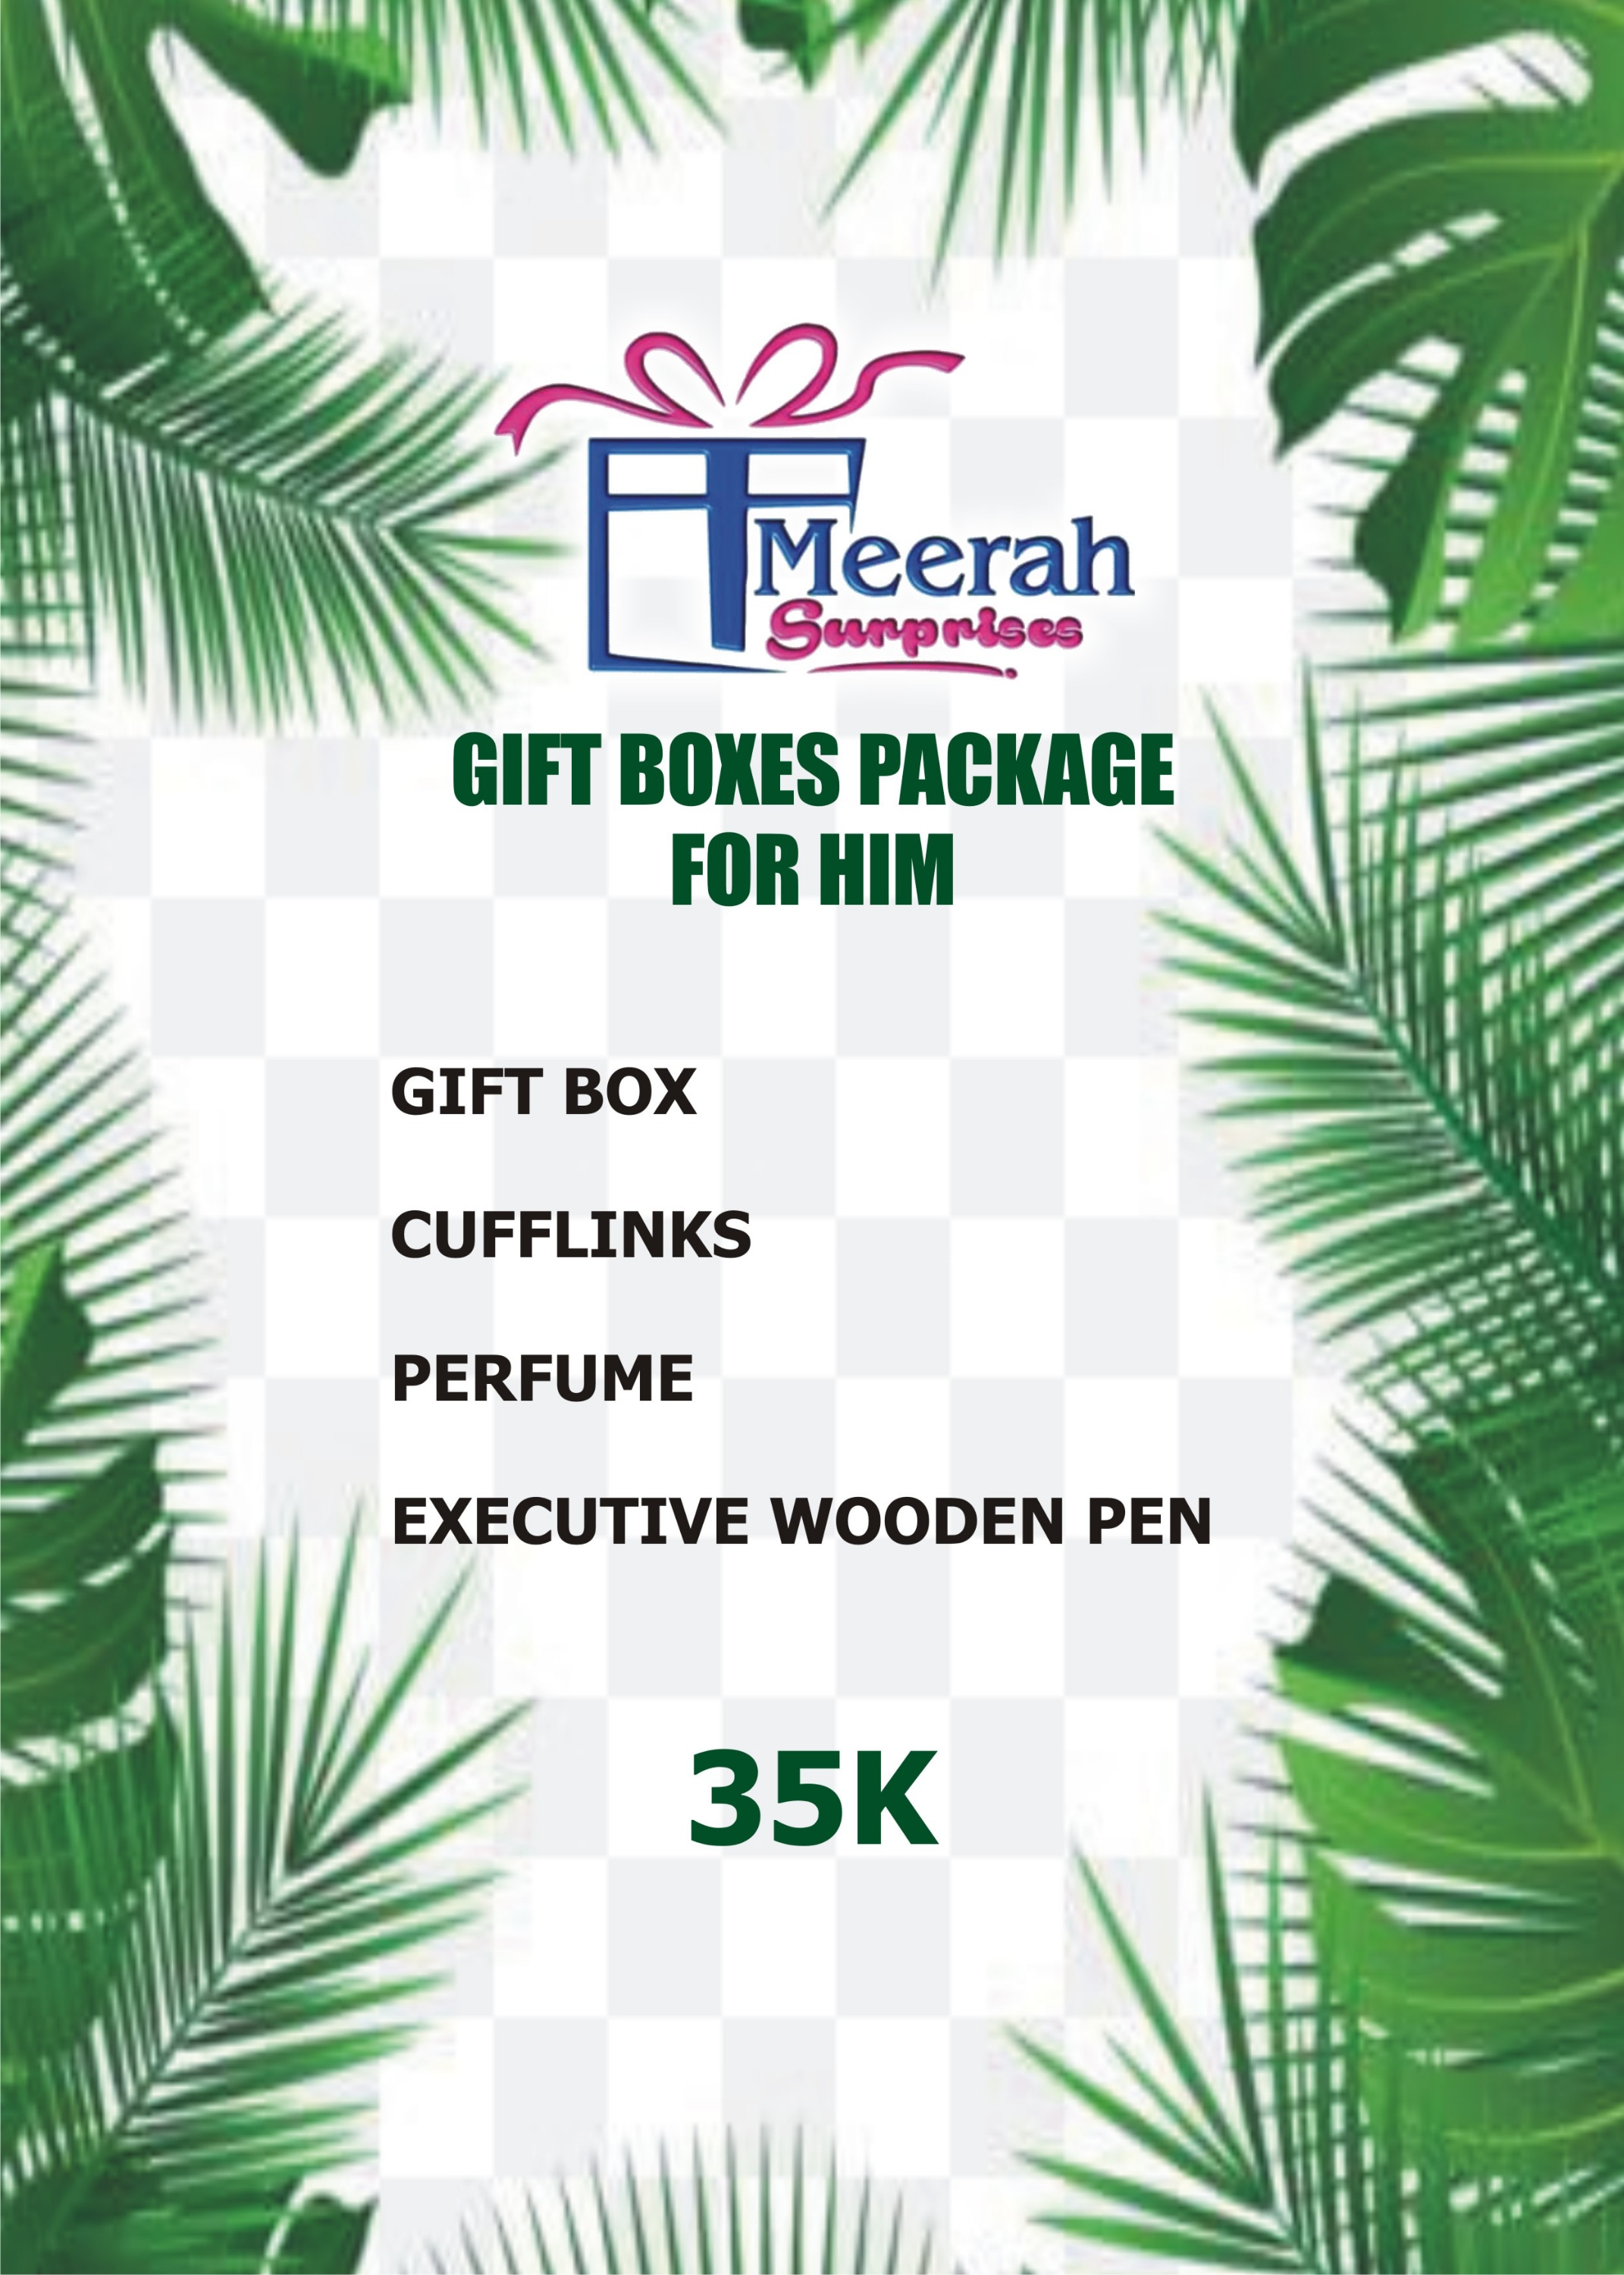 Meerah
Surprises
GIFT BOXES PACKAGE
FOR HIM
GIFT BOX
CUFFLINKS
PERFUME
EXECUTIVE WOODEN PEN
35K